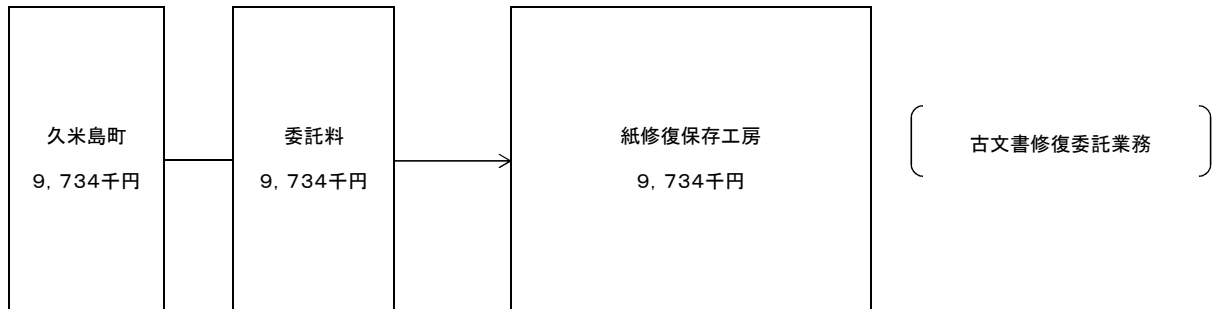 久米島町
9，734千円
委託料
9，734千円
紙修復保存工房
9，734千円
古文書修復委託業務